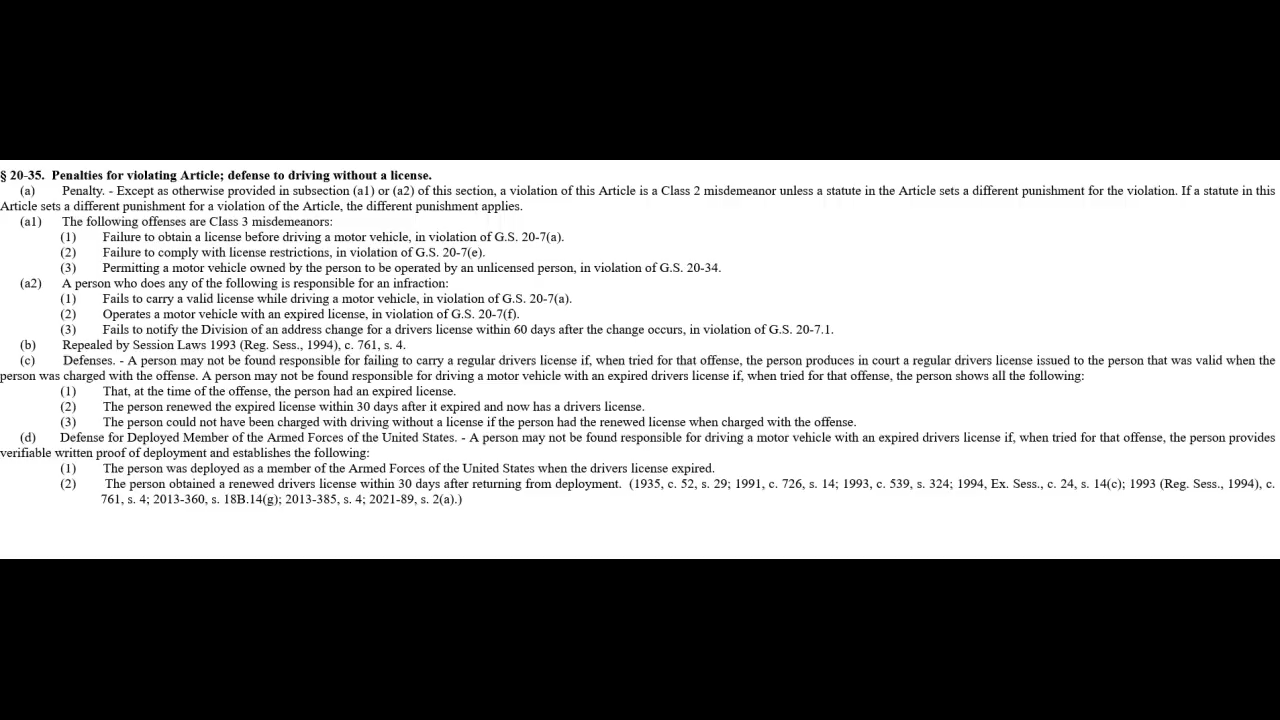 § 20-35. Penalties for violating Article; defense to driving without a license.
(a) Penalty. - Except as otherwise provided in subsection (a1) or (a2) of this section, a violation of this Article is a Class 2 misdemeanor unless a statute in the Article sets a different punishment for the violation. If a statute in this
Article sets a different punishment for a violation of the Article, the different punishment applies.
(a1) The following offenses are Class 3 misdemeanors:
(1) Failure to obtain a license before driving a motor vehicle, in violation of G.S. 20-7(a).
(2) Failure to comply with license restrictions, in violation of G.S. 20-7(e).
(3) Permitting a motor vehicle owned by the person to be operated by an unlicensed person, in violation of G.S. 20-34.
(a2) A person who does any of the following is responsible for an infraction:
(1) Fails to carry a valid license while driving a motor vehicle, in violation of G.S. 20-7(a).
(2) Operates a motor vehicle with an expired license, in violation of G.S. 20-7(f).
(3) Fails to notify the Division of an address change for a drivers license within 60 days after the change occurs, in violation of G.S. 20-7.1.
(b) Repealed by Session Laws 1993 (Reg. Sess., 1994), c. 761, s. 4.
(c) Defenses. - A person may not be found responsible for failing to carry a regular drivers license if, when tried for that offense, the person produces in court a regular drivers license issued to the person that was valid when the
person was charged with the offense. A person may not be found responsible for driving a motor vehicle with an expired drivers license if, when tried for that offense, the person shows all the following:
(1) That, at the time of the offense, the person had an expired license.
(2) The person renewed the expired license within 30 days after it expired and now has a drivers license.
(3) The person could not have been charged with driving without a license if the person had the renewed license when charged with the offense.
(d) Defense for Deployed Member of the Armed Forces of the United States. - A person may not be found responsible for driving a motor vehicle with an expired drivers license if, when tried for that offense, the person provides
verifiable written proof of deployment and establishes the following:
(1) The person was deployed as a member of the Armed Forces of the United States when the drivers license expired.
(2) The person obtained a renewed drivers license within 30 days after returning from deployment. (1935, c. 52, s. 29; 1991, c. 726, s. 14; 1993, c. 539, s. 324; 1994, Ex. Sess., c. 24, s. 14(c); 1993 (Reg. Sess., 1994), c.
761, s. 4; 2013-360, s. 18B.14(g); 2013-385, s. 4; 2021-89, s. 2(a).)